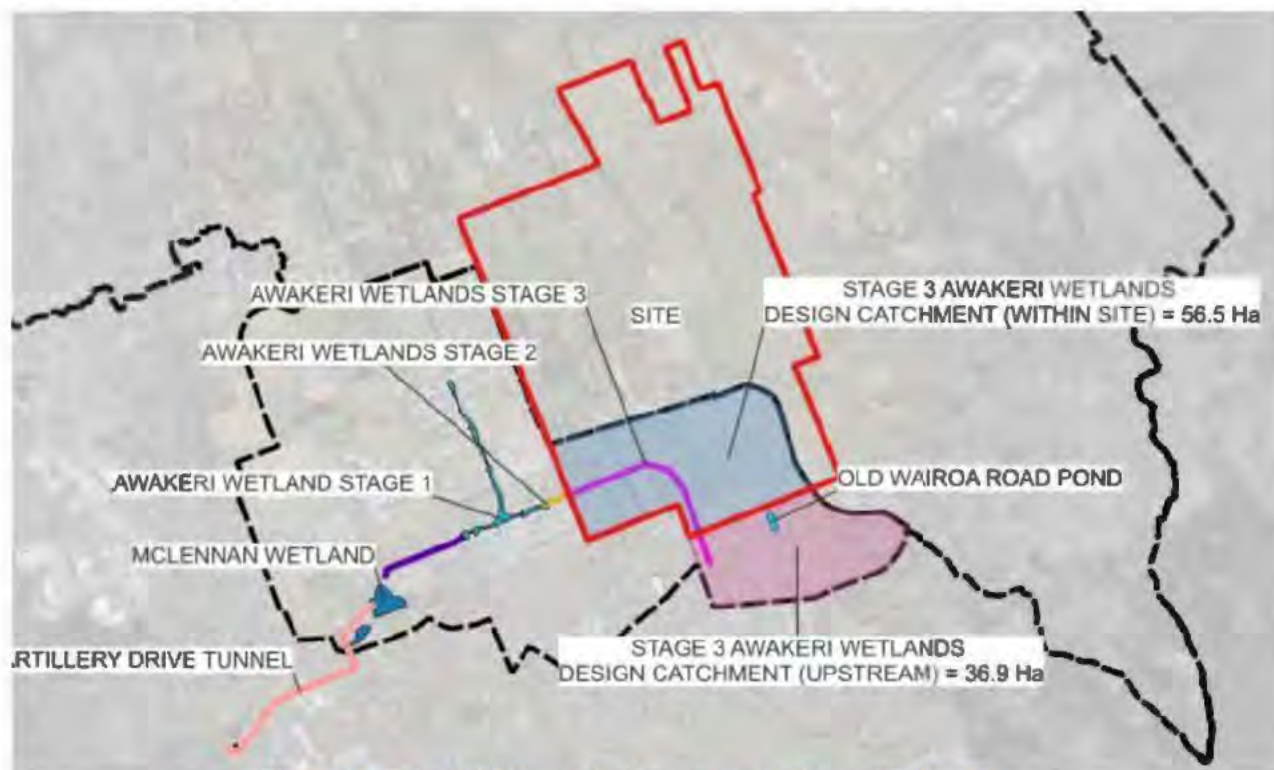 AWAKERI WETLANDS STAGE 3
STAGE 3 AWAKERI WETLANDS
DESIGN CATCHMENT (WITHIN SITE) = 56.5 Ha
SITE
AWAKERI WETLANDS STAGE 2
AWAKERI WETLAND STAGE 1
OLD WAIROA ROAD POND
MCLENNAN WETLAND
STAGE 3 AWAKERI WETLANDS
DESIGN CATCHMENT (UPSTREAM) = 36.9 Ha
ARTILLERY DRIVE TUNNEL